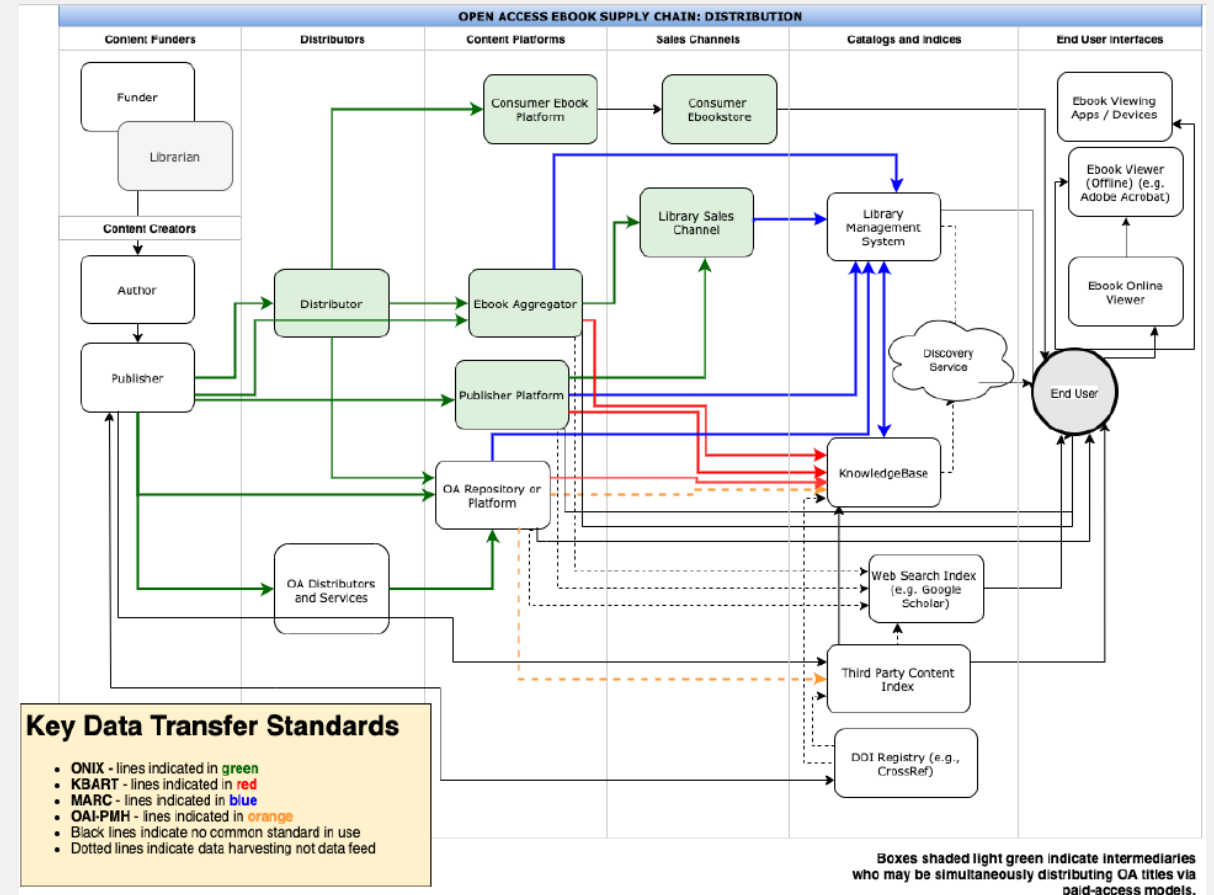 OPEN ACCESS EBOOK SUPPLY CHAIN: DISTRIBUTION
Content Funders
Distributors
Content Platforms
Sales Channels
Catalogs and Indices
End User Interfaces
Funder
Librarian
Content Creators
Author
Publisher
Distributor
OA Distributors
and Services
Consumer Ebook
Platform
Ebook Aggregator
Publisher Platform
OA Repository or
Platform
Consumer
Ebookstore
Library Sales
Channel
Library
Management
System
Discovery
Service
KnowledgeBase
Web Search Index
(e.g. Google
Scholar)
Third Party Content
Index
DOI Registry (e.g.,
CrossRef)
Ebook Viewing
Apps / Devices
Ebook Viewer
(Offline) (e.g.
Adobe Acrobat)
Ebook Online
Viewer
End User
Key Data Transfer Standards
• ONIX - lines indicated in green
• KBART - lines indicated in red
• MARC - lines indicated in blue
• OAI-PMH - lines indicated in orange
• Black lines indicate no common standard in use
• Dotted lines indicate data harvesting not data feed
Boxes shaded light green indicate intermediaries
who may be simultaneously distributing OA titles via
paid-access models.